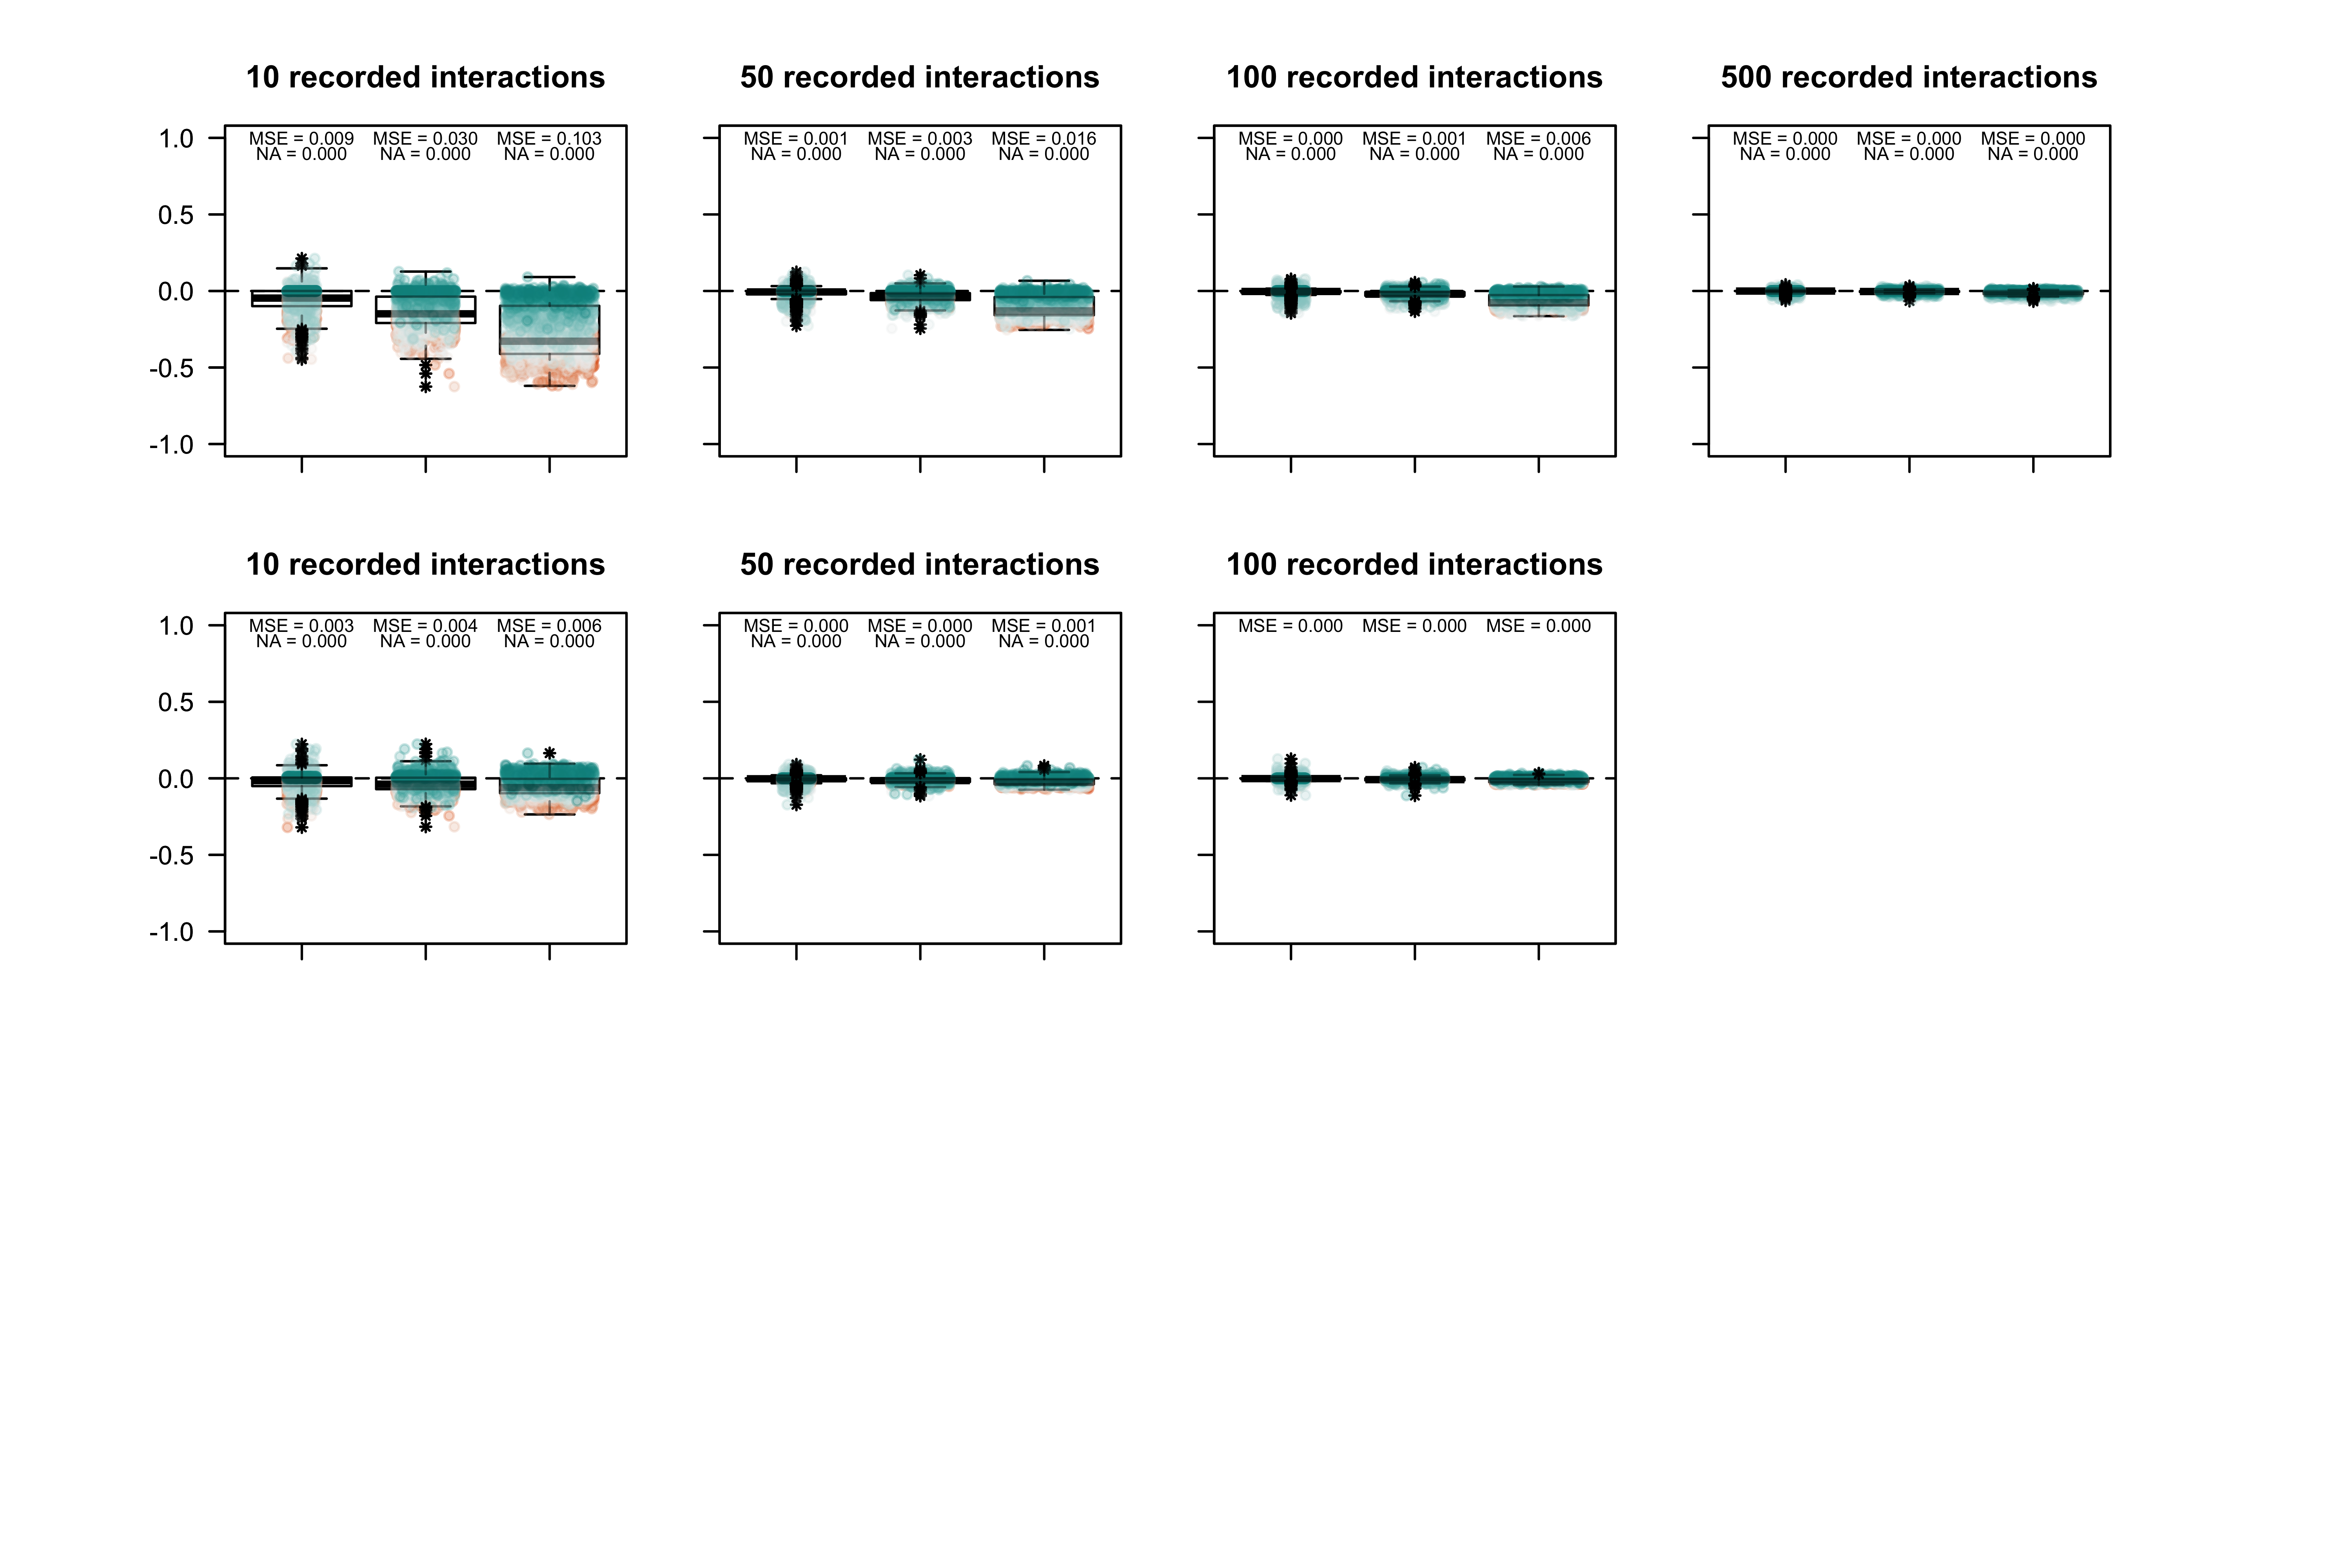 10 recorded interactions 50 recorded interactions 100 recorded interactions 500 recorded interactions
1.0 MSE = 0.009 MSE = 0.030 MSE = 0.103 MSE = 0.001 MSE = 0.003 MSE = 0.016 MSE = 0.000 MSE = 0.001 MSE = 0.006 MSE = 0.000 MSE = 0.000 MSE = 0.000
NA = 0.000 NA = 0.000 NA = 0.000 NA = 0.000 NA = 0.000 NA = 0.000 NA = 0.000 NA = 0.000 NA = 0.000 NA = 0.000 NA = 0.000 NA = 0.000
0.5
0.0
-0.5
-1.0
10 recorded interactions 50 recorded interactions 100 recorded interactions
1.0 MSE = 0.003 MSE = 0.004 MSE = 0.006 MSE = 0.000 MSE = 0.000 MSE = 0.001 MSE = 0.000 MSE = 0.000 MSE = 0.000
NA = 0.000 NA = 0.000 NA = 0.000 NA = 0.000 NA = 0.000 NA = 0.000
0.5
0.0
-0.5
-1.0